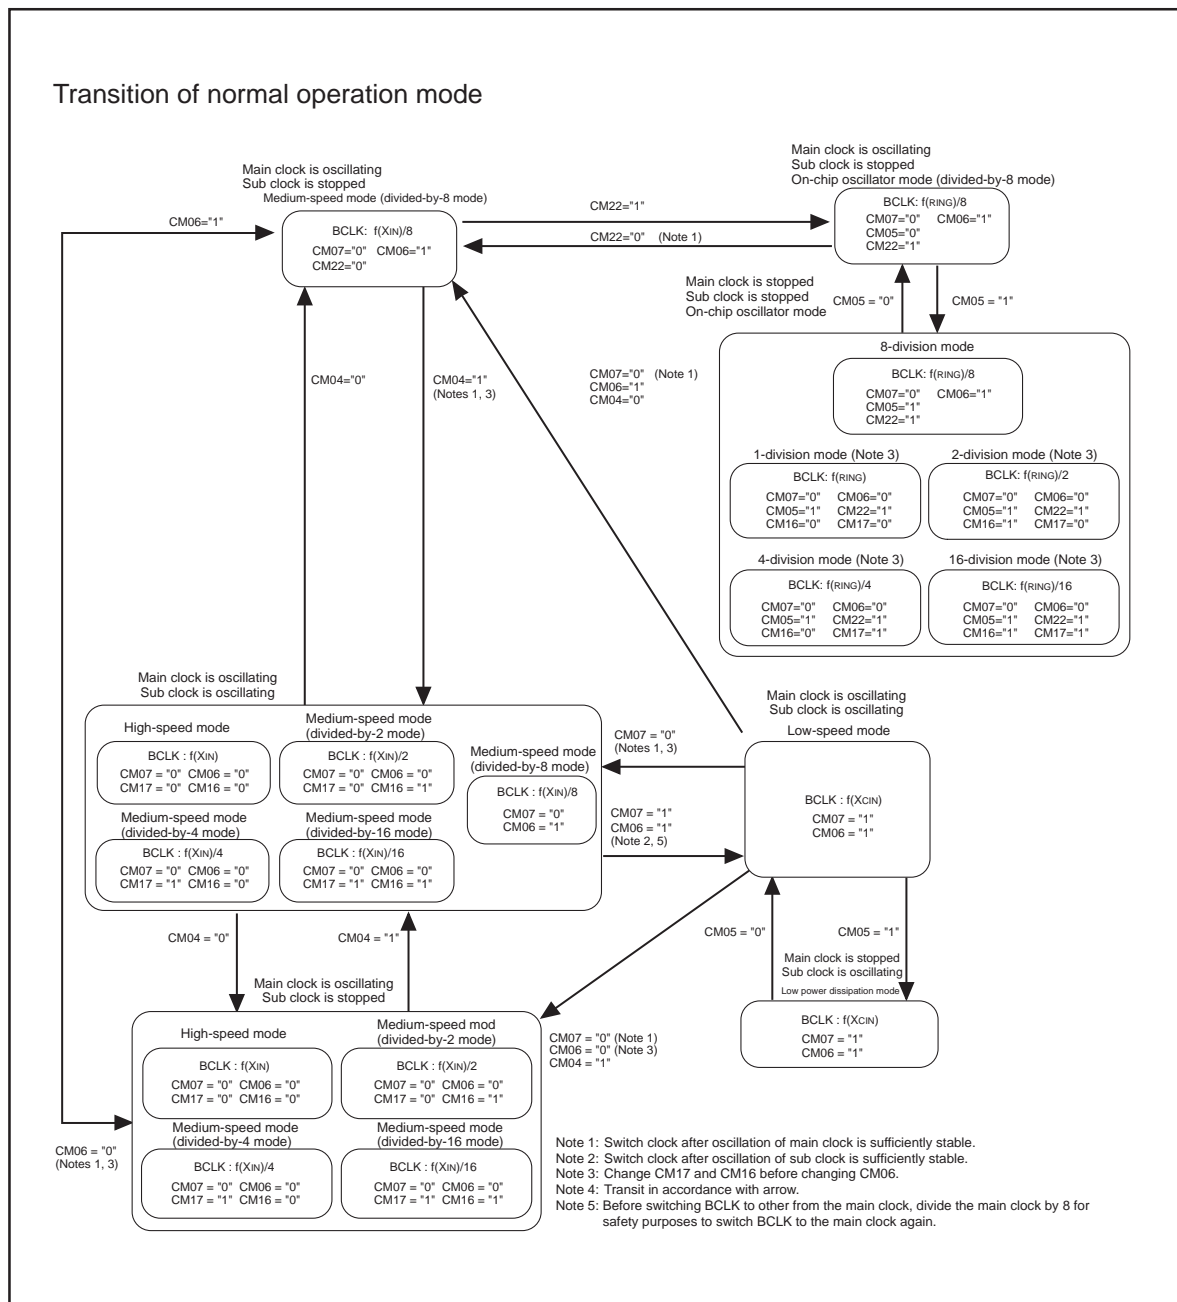 Transition of normal operation mode
Main clock is oscillating
Sub clock is stopped
Medium-speed mode (divided-by-8 mode)
BCLK: f(XIN)/8
CM07="0" CM06="1"
CM22="0"
CM06="1"
CM22="1"
CM22="0" (Note 1)
Main clock is oscillating
Sub clock is stopped
On-chip oscillator mode (divided-by-8 mode)
BCLK: f(RING)/8
CM07="0" CM06="1"
CM05="0"
CM22="1"
Main clock is stopped
Sub clock is stopped
On-chip oscillator mode
CM05 = "0"
CM05 = "1"
8-division mode
BCLK: f(RING)/8
CM07="0" CM06="1"
CM05="1"
CM22="1"
1-division mode (Note 3)
BCLK: f(RING)
CM07="0" CM06="0"
CM05="1" CM22="1"
CM16="0" CM17="0"
2-division mode (Note 3)
BCLK: f(RING)/2
CM07="0" CM06="0"
CM05="1" CM22="1"
CM16="1" CM17="0"
4-division mode (Note 3)
BCLK: f(RING)/4
CM07="0" CM06="0"
CM05="1" CM22="1"
CM16="0" CM17="1"
16-division mode (Note 3)
BCLK: f(RING)/16
CM07="0" CM06="0"
CM05="1" CM22="1"
CM16="1" CM17="1"
CM04="0"
CM04="1"
(Notes 1, 3)
CM07="0" (Note 1)
CM06="1"
CM04="0"
Main clock is oscillating
Sub clock is oscillating
High-speed mode
BCLK : f(XIN)
CM07 = "0" CM06 = "0"
CM17 = "0" CM16 = "0"
Medium-speed mode
(divided-by-2 mode)
BCLK : f(XIN)/2
CM07 = "0" CM06 = "0"
CM17 = "0" CM16 = "1"
Medium-speed mode
(divided-by-8 mode)
BCLK : f(XIN)/8
CM07 = "0"
CM06 = "1"
Medium-speed mode
(divided-by-4 mode)
BCLK : f(XIN)/4
CM07 = "0" CM06 = "0"
CM17 = "1" CM16 = "0"
Medium-speed mode
(divided-by-16 mode)
BCLK : f(XIN)/16
CM07 = "0" CM06 = "0"
CM17 = "1" CM16 = "1"
CM07 = "0"
(Notes 1, 3)
CM07 = "1"
CM06 = "1"
(Note 2, 5)
Main clock is oscillating
Sub clock is oscillating
Low-speed mode
BCLK : f(XCIN)
CM07 = "1"
CM06 = "1"
CM05 = "0"
CM05 = "1"
Main clock is stopped
Sub clock is oscillating
Low power dissipation mode
BCLK : f(XCIN)
CM07 = "1"
CM06 = "1"
CM04 = "0"
CM04 = "1"
Main clock is oscillating
Sub clock is stopped
High-speed mode
BCLK : f(XIN)
CM07 = "0" CM06 = "0"
CM17 = "0" CM16 = "0"
Medium-speed mod
(divided-by-2 mode)
BCLK : f(XIN)/2
CM07 = "0" CM06 = "0"
CM17 = "0" CM16 = "1"
Medium-speed mode
(divided-by-4 mode)
BCLK : f(XIN)/4
CM07 = "0" CM06 = "0"
CM17 = "1" CM16 = "0"
Medium-speed mode
(divided-by-16 mode)
BCLK : f(XIN)/16
CM07 = "0" CM06 = "0"
CM17 = "1" CM16 = "1"
CM07 = "0" (Note 1)
CM06 = "0" (Note 3)
CM04 = "1"
CM06 = "0"
(Notes 1, 3)
Note 1: Switch clock after oscillation of main clock is sufficiently stable.
Note 2: Switch clock after oscillation of sub clock is sufficiently stable.
Note 3: Change CM17 and CM16 before changing CM06.
Note 4: Transit in accordance with arrow.
Note 5: Before switching BCLK to other from the main clock, divide the main clock by 8 for
safety purposes to switch BCLK to the main clock again.